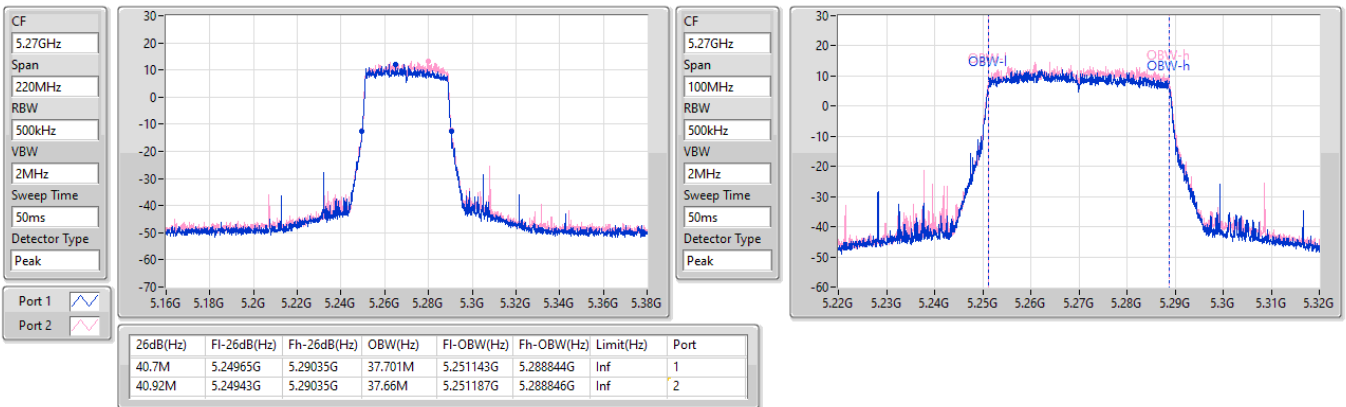 CF
5.27GHz
Span
220MHz
RBW
500kHz
VBW
2MHz
Sweep Time
50ms
Detector Type
Peak
Port 1
Port 2
30
20
10
0
-10
-20
-30
-40
-50
-60
-70
5.16G 5.18G 5.2G 5.22G 5.24G 5.26G 5.28G 5.3G 5.32G 5.34G 5.36G 5.38G
CF
5.27GHz
Span
100MHz
RBW
500kHz
VBW
2MHz
Sweep Time
50ms
Detector Type
Peak
30
20
10
0
-10
-20
-30
-40
-50
-60
OBW-h
OBW-l OBW-h
5.22G 5.23G 5.24G 5.25G 5.26G 5.27G 5.28G 5.29G 5.3G 5.31G 5.32G
26dB(Hz) Fl-26dB(Hz) Fh-26dB(Hz) OBW(Hz) Fl-OBW(Hz) Fh-OBW(Hz) Limit(Hz) Port
40.7M 5.24965G 5.29035G 37.701M 5.251143G 5.288844G Inf 1
40.92M 5.24943G 5.29035G 37.66M 5.251187G 5.288846G Inf 2